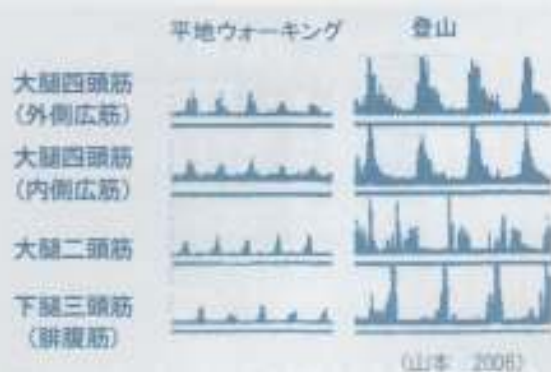 平地ウォーキング
登山
大腿四頭筋
(外側広筋)
大腿四頭筋
(内側広筋)
大腿二頭筋
下腿三頭筋
(腓腹筋)
(山本 2006)